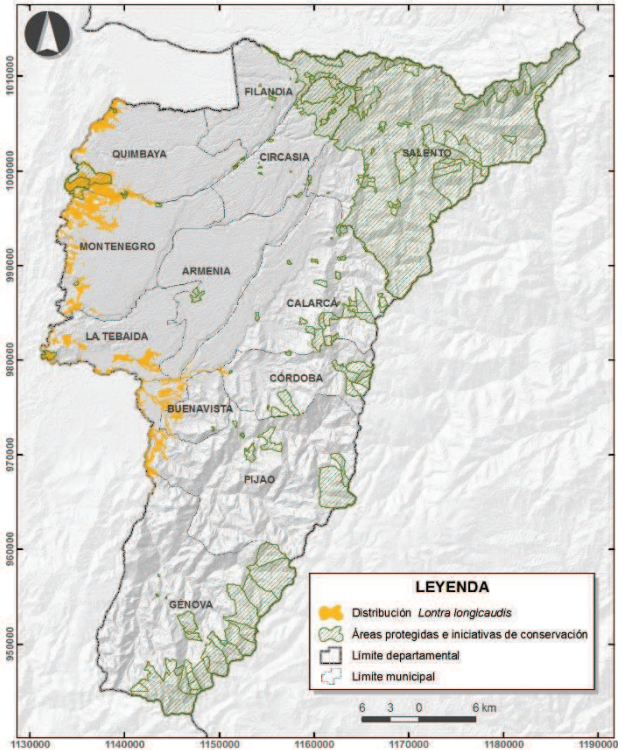 FILANDIA
QUIMBAYA
CIRCASIA
SALENTO
MONTENEGRO
ARMENIA
CALARCÁ
LA TEBAIDA
CÓRDOBA
BUENAVISTA
PIJAO
GÉNOVA
1010000
1000000
990000
980000
970000
960000
950000
LEYENDA
Distribución Lontra longicaudis
Áreas protegidas e iniciativas de conservación
Límite departamental
Límite municipal
6 3 0 6 km
1130000 1140000 1150000 1160000 1170000 1180000 1190000